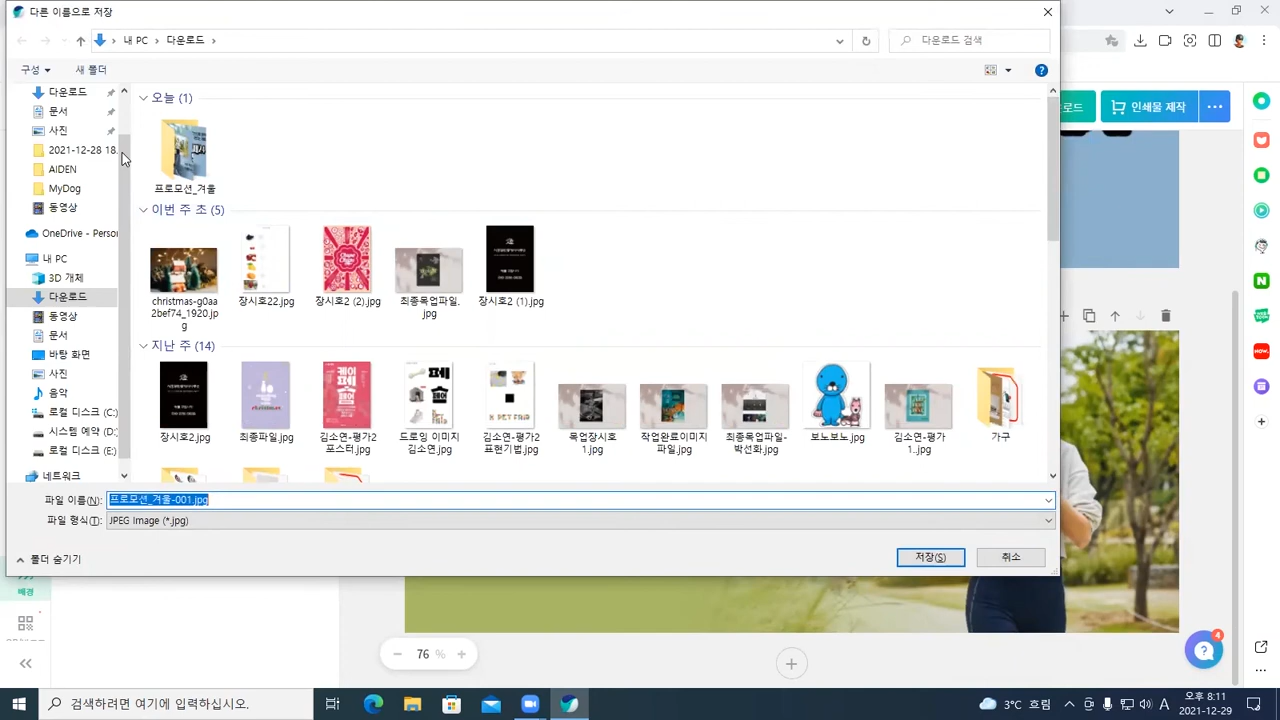 다른 이름으로 저장
내 PC
다운로드
다운로드 검색
구성
새 폴더
다운로드
문서
사진
2021-12-28 18.
AIDEN
MyDog
동영상
OneDrive - Person
내 PC
3D 개체
다운로드
동영상
문서
바탕 화면
사진
음악
로컬 디스크 (C:)
시스템 예약 (D:)
로컬 디스크 (E:)
네트워크
오늘 (1)
프로모션_겨울
이번 주 초 (5)
christmas-g0aa2bef74_1920.jpg
장시호22.jpg
장시호2 (2).jpg
최종목업파일.jpg
장시호2 (1).jpg
지난 주 (14)
장시호2.jpg
최종파일.jpg
김소연-평가2 포스터.jpg
드로잉 이미지 김소연.jpg
김소연-평가2 표현기법.jpg
목업장시호1.jpg
작업완료이미지파일.jpg
최종목업파일-박선화.jpg
보노보노.jpg
김소연-평가1..jpg
가구
파일 이름(N):
프로모션_겨울-001.jpg
파일 형식(T):
JPEG Image (*.jpg)
폴더 숨기기
저장(S)
취소
로드
인쇄물 제작
배경
76 %
4
NOW.
검색하려면 여기에 입력하십시오.
3°C 흐림
A
오후 8:11
2021-12-29